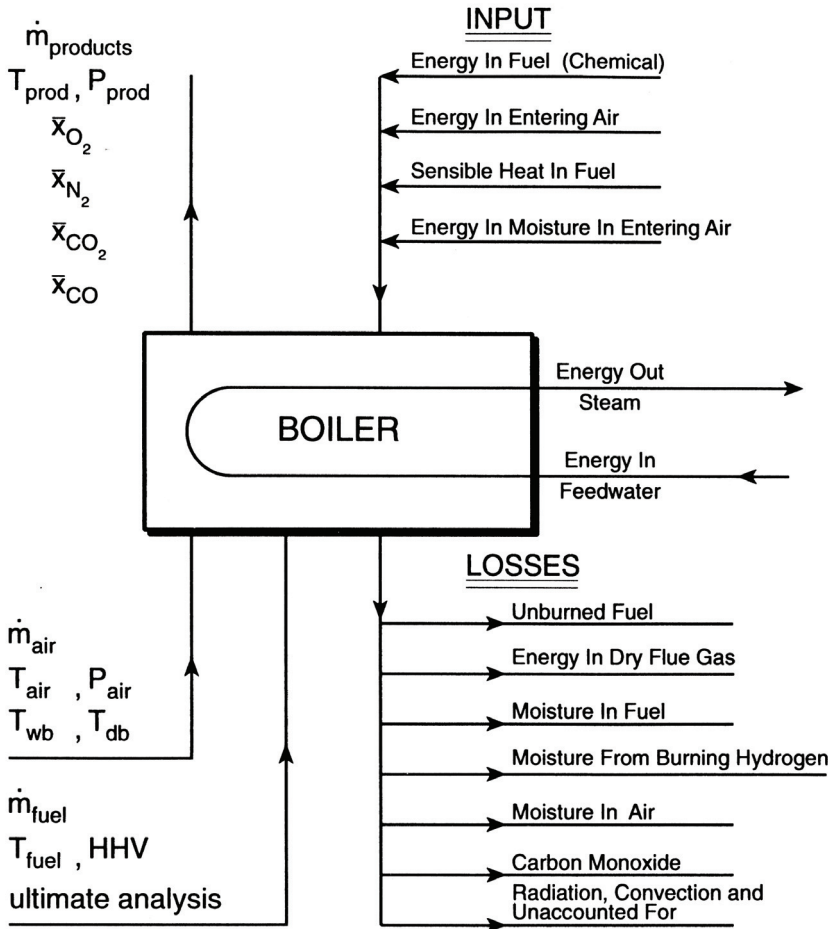 ṁproducts
Tprod , Pprod
x̄O₂
x̄N₂
x̄CO₂
x̄CO
INPUT
Energy In Fuel (Chemical)
Energy In Entering Air
Sensible Heat In Fuel
Energy In Moisture In Entering Air
BOILER
Energy Out
Steam
Energy In
Feedwater
ṁair
Tair , Pair
Twb , Tdb
ṁfuel
Tfuel , HHV
ultimate analysis
LOSSES
Unburned Fuel
Energy In Dry Flue Gas
Moisture In Fuel
Moisture From Burning Hydrogen
Moisture In Air
Carbon Monoxide
Radiation, Convection and
Unaccounted For